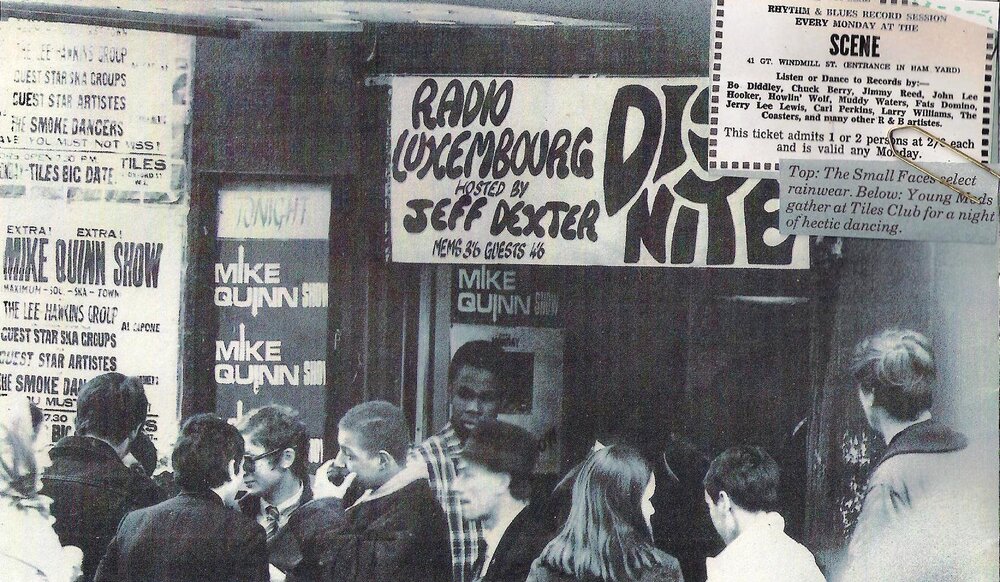 THE LEE HAWKINS GROUP
GUEST STAR SKA GROUPS
GUEST STAR ARTISTES
THE SMOKE DANCERS
YOU MUST NOT MISS!
TILES
TILES BIG DATE
EXTRA! EXTRA!
MIKE QUINN SHOW
MAXIMUM-SOL-SKA-TOWN
THE LEE HAWKINS GROUP
AL CAPONE
GUEST STAR SKA GROUPS
GUEST STAR ARTISTES
THE SMOKE
U MUST
7.30
BIG
TONIGHT
MIKE
QUINN SHOW
MIKE
QUINN SHOW
RADIO
LUXEMBOURG
HOSTED BY
JEFF DEXTER
MEMS 3/6 GUESTS 4/6
DIS
NITE
MIKE
QUINN SHOW
RHYTHM & BLUES RECORD SESSION
EVERY MONDAY AT THE
SCENE
41 GT. WINDMILL ST. (ENTRANCE IN HAM YARD)
Listen or Dance to Records by:—
Bo Diddley, Chuck Berry, Jimmy Reed, John Lee
Hooker, Howlin' Wolf, Muddy Waters, Fats Domino,
Jerry Lee Lewis, Carl Perkins, Larry Williams, The
Coasters, and many other R & B artistes.
This ticket admits 1 or 2 persons at 2/6 each
and is valid any Monday.
Top: The Small Faces select
rainwear. Below: Young Mods
gather at Tiles Club for a night
of hectic dancing.